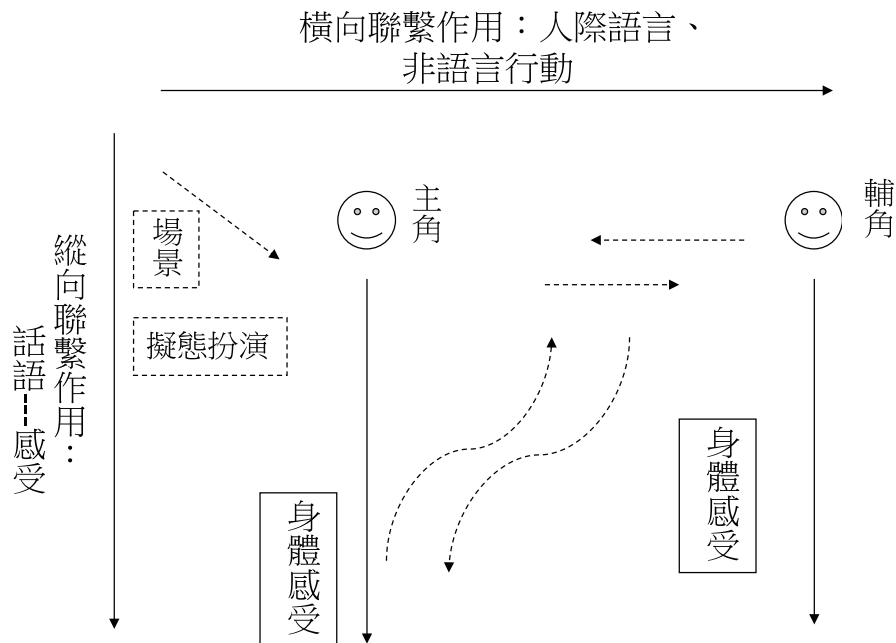 橫向聯繫作用：人際語言、
非語言行動
主角
輔角
場景
擬態扮演
縱向聯繫作用：
話語---感受
身體感受
身體感受